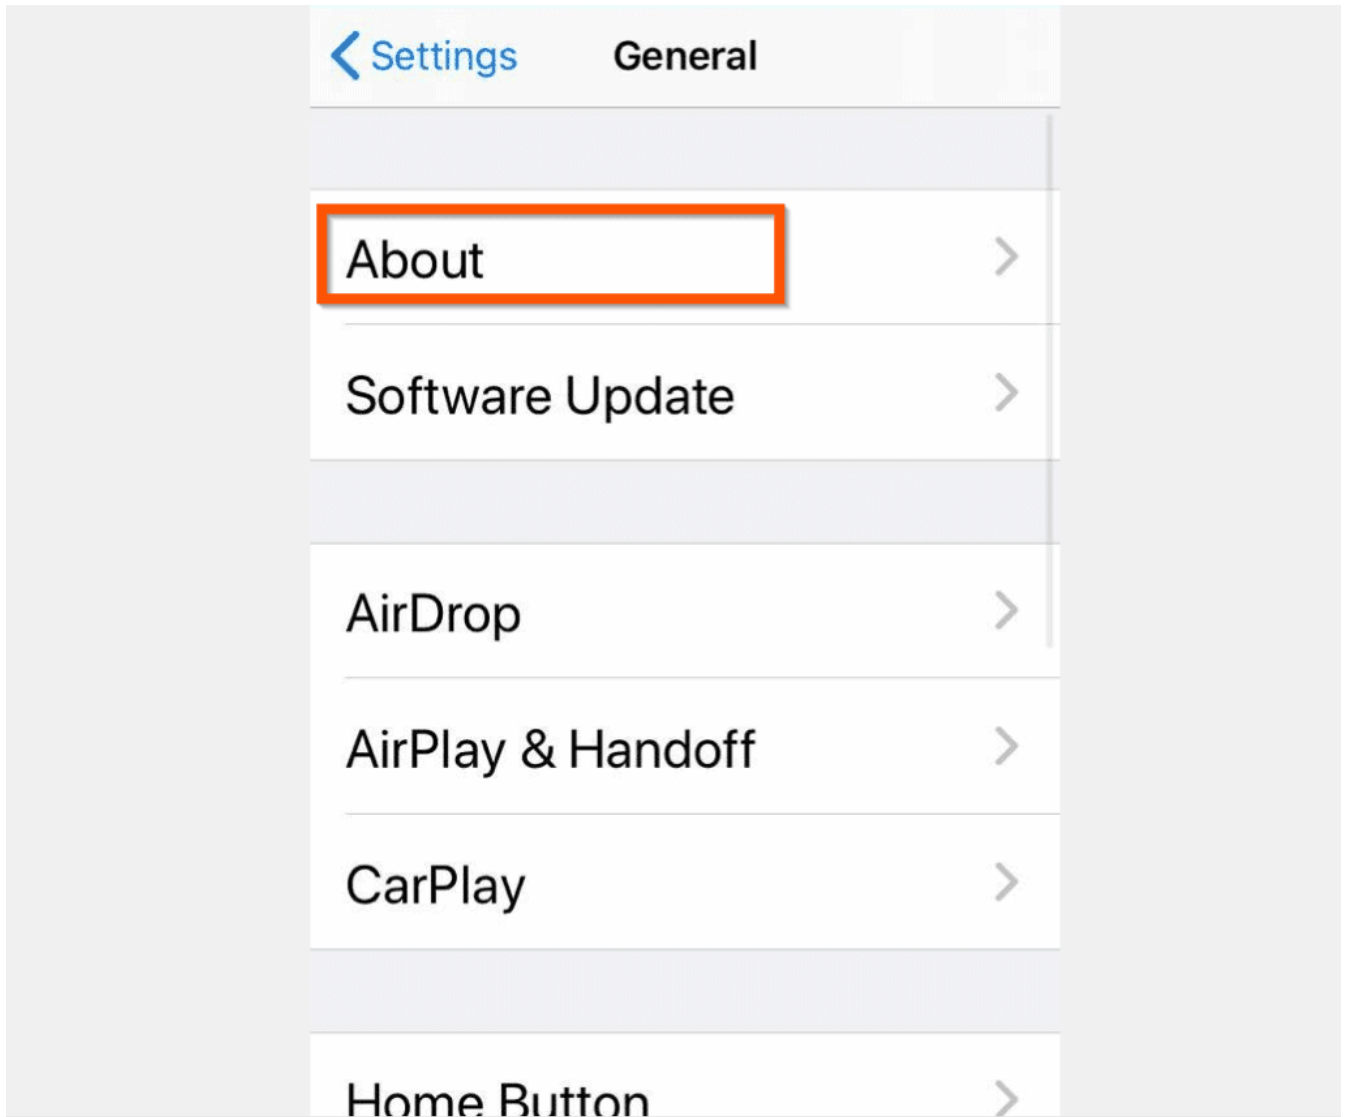 Settings General
About
Software Update
AirDrop
AirPlay & Handoff
CarPlay
Home Button